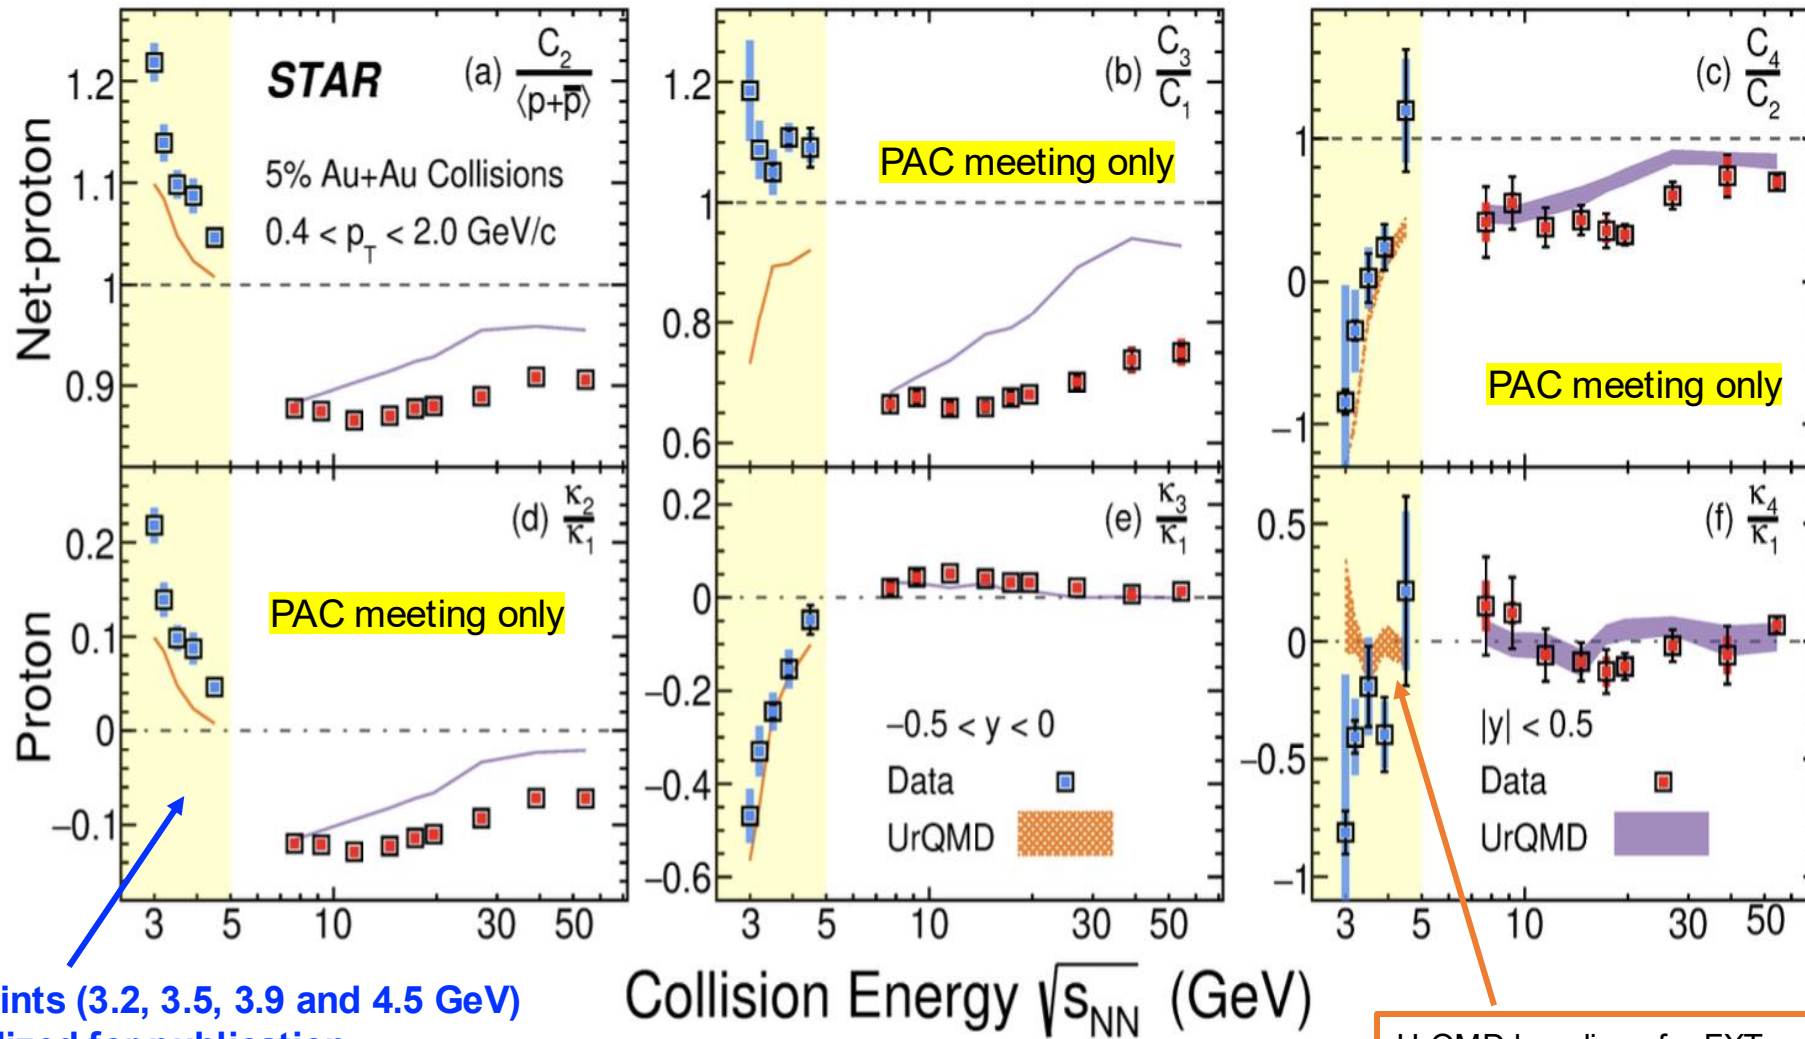 Net-proton
Proton
STAR
(a) C₂ / ⟨p+p̅⟩
5% Au+Au Collisions
0.4 < p_T < 2.0 GeV/c
1.2
1.1
1
0.9
(b) C₃ / C₁
PAC meeting only
1.2
1
0.8
0.6
(c) C₄ / C₂
PAC meeting only
1
0
−1
(d) κ₂ / κ₁
PAC meeting only
0.2
0.1
0
−0.1
3 5 10 30 50
(e) κ₃ / κ₁
0.2
0
−0.2
−0.4
−0.6
−0.5 < y < 0
Data
UrQMD
3 5 10 30 50
(f) κ₄ / κ₁
0.5
0
−0.5
−1
|y| < 0.5
Data
UrQMD
3 5 10 30 50
Collision Energy √s_NN (GeV)
(3.2, 3.5, 3.9 and 4.5 GeV)
for publication